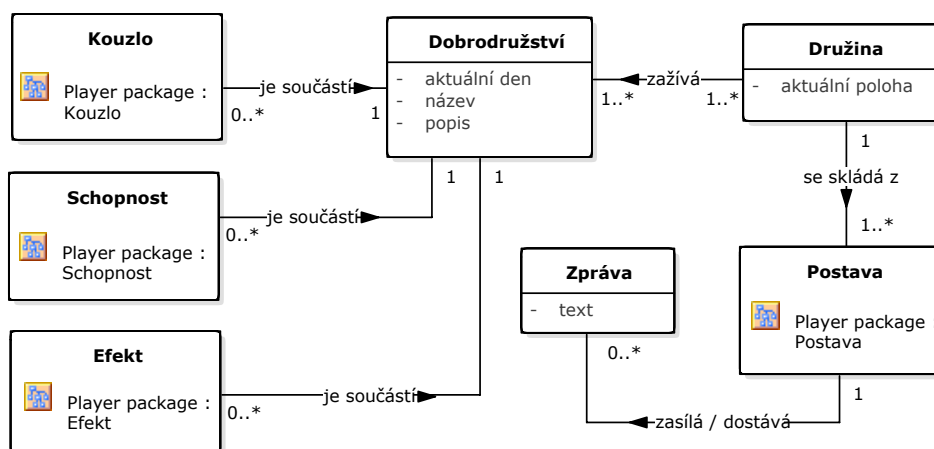 Kouzlo
Player package :
Kouzlo
0..*
je součástí
1
Dobrodružství
- aktuální den
- název
- popis
1..*
zažívá
1..*
Družina
- aktuální poloha
1
se skládá z
1..*
Schopnost
Player package :
Schopnost
0..*
je součástí
1
1
Zpráva
- text
0..*
Postava
Player package :
Postava
1
zasílá / dostává
Efekt
Player package :
Efekt
0..*
je součástí